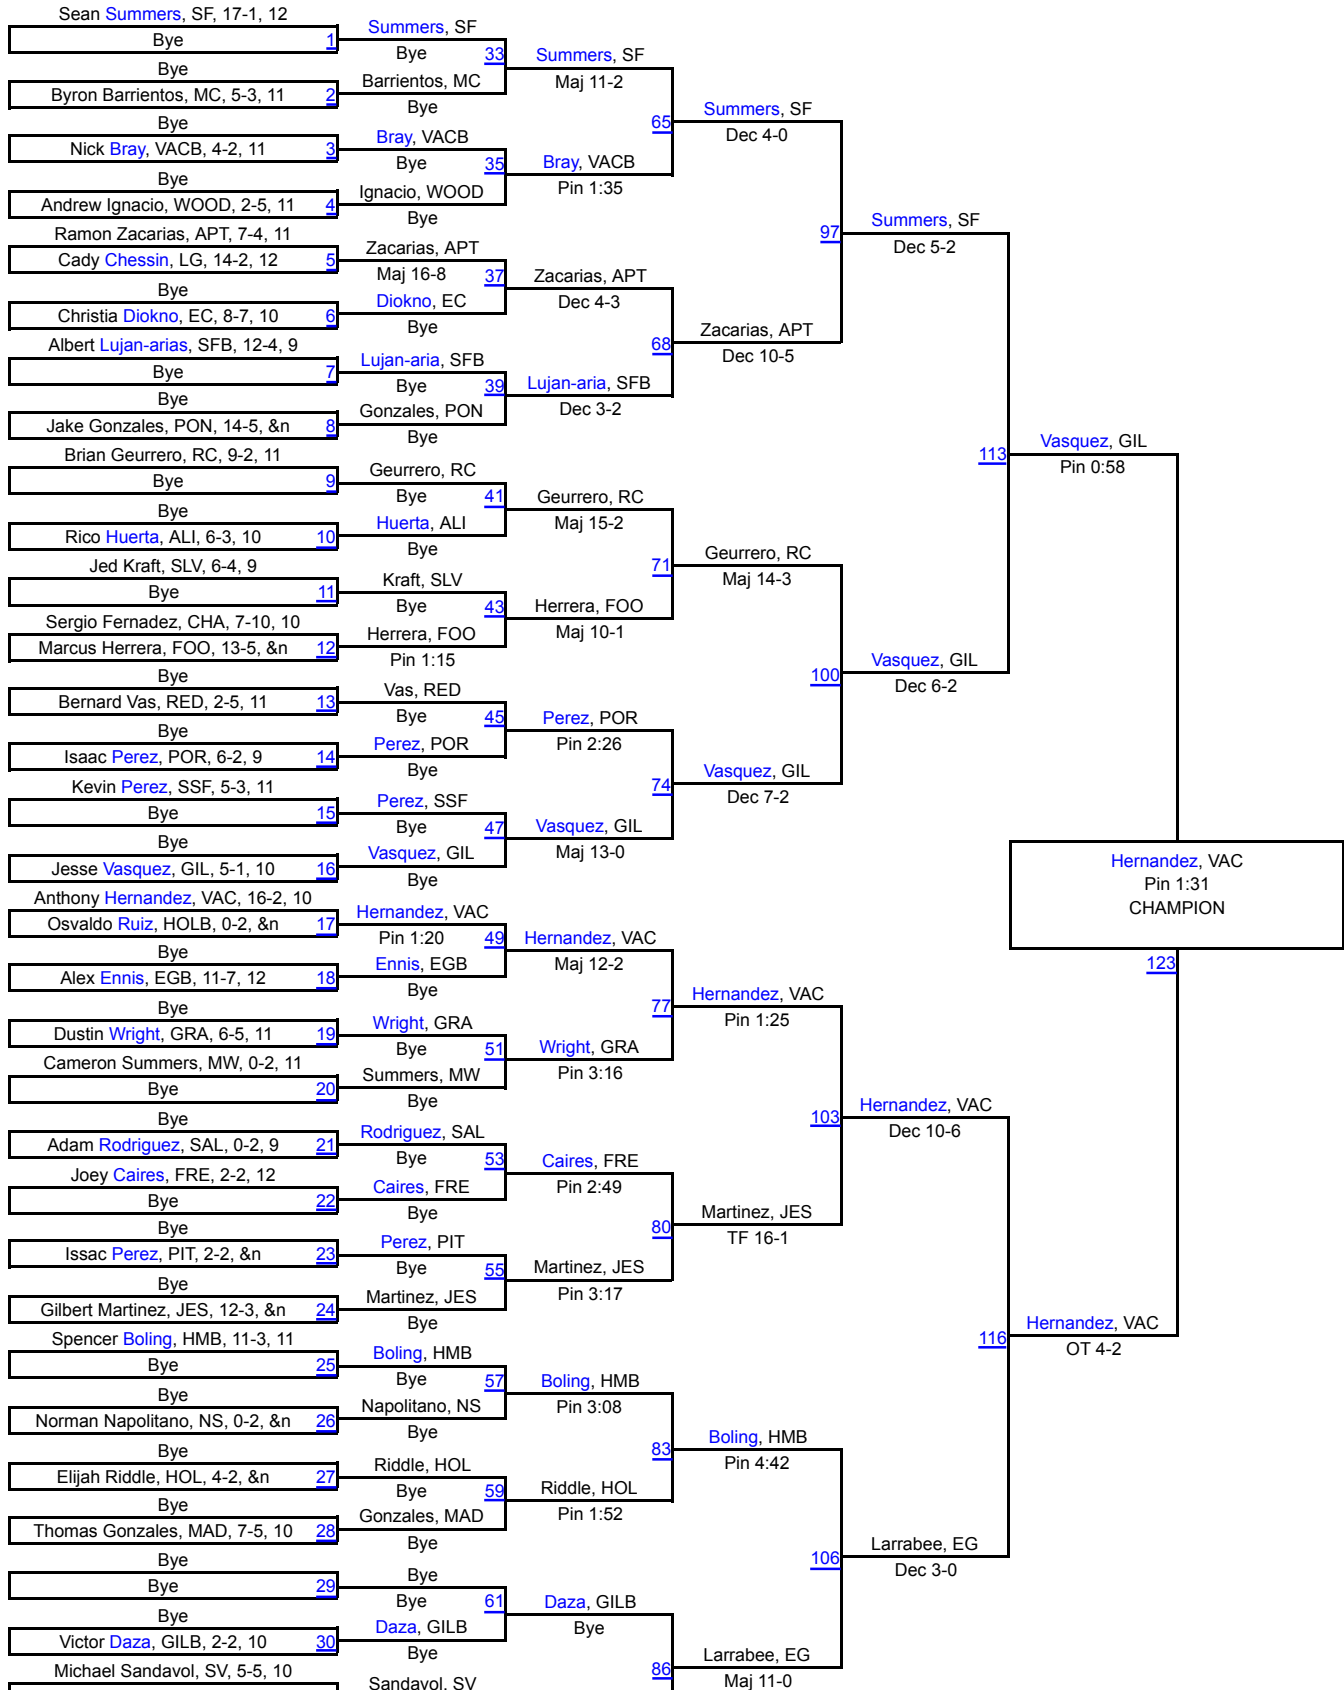 Sean Summers, SF, 17-1, 12
Bye 1
Bye
Byron Barrientos, MC, 5-3, 11 2
Bye
Nick Bray, VACB, 4-2, 11 3
Bye
Andrew Ignacio, WOOD, 2-5, 11 4
Ramon Zacarias, APT, 7-4, 11
Cady Chessin, LG, 14-2, 12 5
Bye
Christia Diokno, EC, 8-7, 10 6
Albert Lujan-arias, SFB, 12-4, 9
Bye 7
Bye
Jake Gonzales, PON, 14-5, &n 8
Brian Geurrero, RC, 9-2, 11
Bye 9
Bye
Rico Huerta, ALI, 6-3, 10 10
Jed Kraft, SLV, 6-4, 9
Bye 11
Sergio Fernadez, CHA, 7-10, 10
Marcus Herrera, FOO, 13-5, &n 12
Bye
Bernard Vas, RED, 2-5, 11 13
Bye
Isaac Perez, POR, 6-2, 9 14
Kevin Perez, SSF, 5-3, 11
Bye 15
Bye
Jesse Vasquez, GIL, 5-1, 10 16
Anthony Hernandez, VAC, 16-2, 10
Osvaldo Ruiz, HOLB, 0-2, &n 17
Bye
Alex Ennis, EGB, 11-7, 12 18
Bye
Dustin Wright, GRA, 6-5, 11 19
Cameron Summers, MW, 0-2, 11
Bye 20
Bye
Adam Rodriguez, SAL, 0-2, 9 21
Joey Caires, FRE, 2-2, 12
Bye 22
Bye
Issac Perez, PIT, 2-2, &n 23
Bye
Gilbert Martinez, JES, 12-3, &n 24
Spencer Boling, HMB, 11-3, 11
Bye 25
Bye
Norman Napolitano, NS, 0-2, &n 26
Bye
Elijah Riddle, HOL, 4-2, &n 27
Bye
Thomas Gonzales, MAD, 7-5, 10 28
Bye
Bye 29
Bye
Victor Daza, GILB, 2-2, 10 30
Michael Sandavol, SV, 5-5, 10
Summers, SF
Bye 33
Barrientos, MC
Bye
Bray, VACB
Bye 35
Ignacio, WOOD
Bye
Zacarias, APT
Maj 16-8 37
Diokno, EC
Bye
Lujan-aria, SFB
Bye 39
Gonzales, PON
Bye
Geurrero, RC
Bye 41
Huerta, ALI
Bye
Kraft, SLV
Bye 43
Herrera, FOO
Pin 1:15
Vas, RED
Bye 45
Perez, POR
Bye
Perez, SSF
Bye 47
Vasquez, GIL
Bye
Hernandez, VAC
Pin 1:20 49
Ennis, EGB
Bye
Wright, GRA
Bye 51
Summers, MW
Bye
Rodriguez, SAL
Bye 53
Caires, FRE
Bye
Perez, PIT
Bye 55
Martinez, JES
Bye
Boling, HMB
Bye 57
Napolitano, NS
Bye
Riddle, HOL
Bye 59
Gonzales, MAD
Bye
Bye
Bye 61
Daza, GILB
Bye
Sandavol, SV
Summers, SF
Maj 11-2
65
Bray, VACB
Pin 1:35
Zacarias, APT
Dec 4-3
68
Lujan-aria, SFB
Dec 3-2
Geurrero, RC
Maj 15-2
71
Herrera, FOO
Maj 10-1
Perez, POR
Pin 2:26
74
Vasquez, GIL
Maj 13-0
Hernandez, VAC
Maj 12-2
77
Wright, GRA
Pin 3:16
Caires, FRE
Pin 2:49
80
Martinez, JES
Pin 3:17
Boling, HMB
Pin 3:08
83
Riddle, HOL
Pin 1:52
Daza, GILB
Bye
86
Summers, SF
Dec 4-0
97
Zacarias, APT
Dec 10-5
Geurrero, RC
Maj 14-3
100
Vasquez, GIL
Dec 7-2
Hernandez, VAC
Pin 1:25
103
Martinez, JES
TF 16-1
Boling, HMB
Pin 4:42
106
Larrabee, EG
Maj 11-0
Summers, SF
Dec 5-2
113
Vasquez, GIL
Dec 6-2
Hernandez, VAC
Dec 10-6
116
Larrabee, EG
Dec 3-0
Vasquez, GIL
Pin 0:58
Hernandez, VAC
Pin 1:31
CHAMPION
123
Hernandez, VAC
OT 4-2